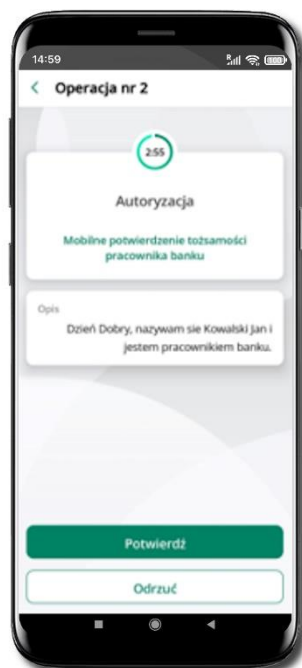 14:59
Operacja nr 2
2:55
Autoryzacja
Mobilne potwierdzenie tożsamości
pracownika banku
Opis
Dzień Dobry, nazywam sie Kowalski Jan i
jestem pracownikiem banku.
Potwierdź
Odrzuć